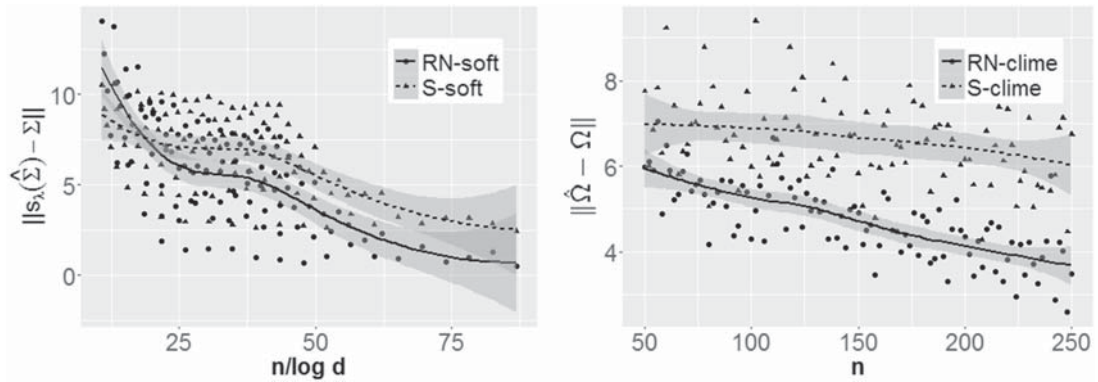 ||s_λ(Σ̂) − Σ||
10
5
0
25
50
75
n/log d
RN-soft
S-soft
||Ω̂ − Ω||
8
6
4
50
100
150
200
250
n
RN-clime
S-clime